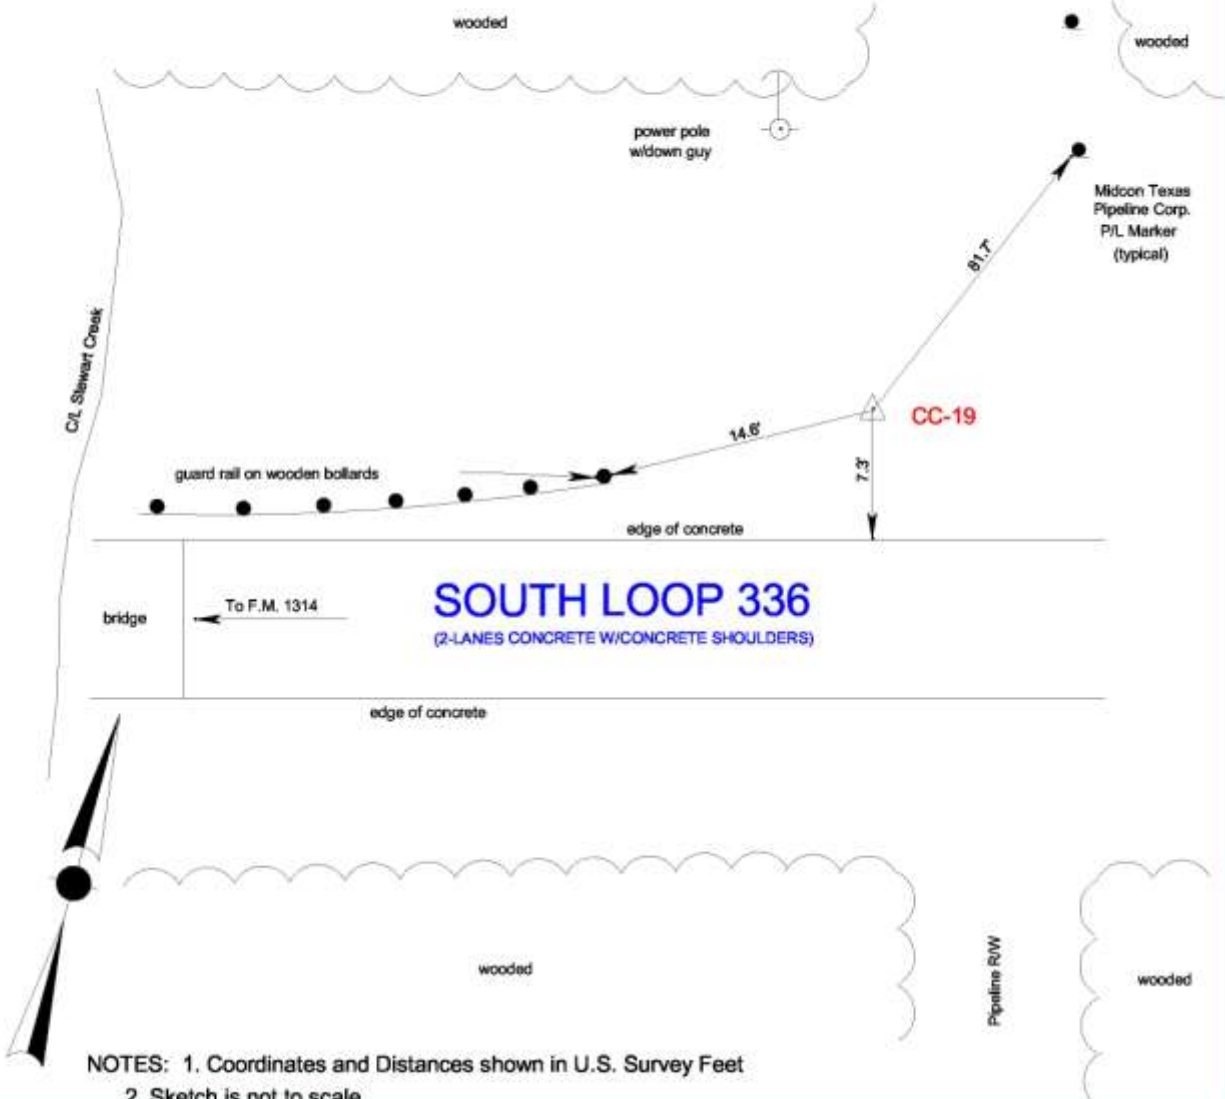 wooded
wooded
power pole
w/down guy
Midcon Texas
Pipeline Corp.
P/L Marker
(typical)
81.7'
C/L Stewart Creek
CC-19
14.6'
7.3'
guard rail on wooden bollards
edge of concrete
SOUTH LOOP 336
(2-LANES CONCRETE W/CONCRETE SHOULDERS)
To F.M. 1314
bridge
edge of concrete
wooded
Pipeline R/W
wooded
NOTES: 1. Coordinates and Distances shown in U.S. Survey Feet
2. Sketch is not to scale